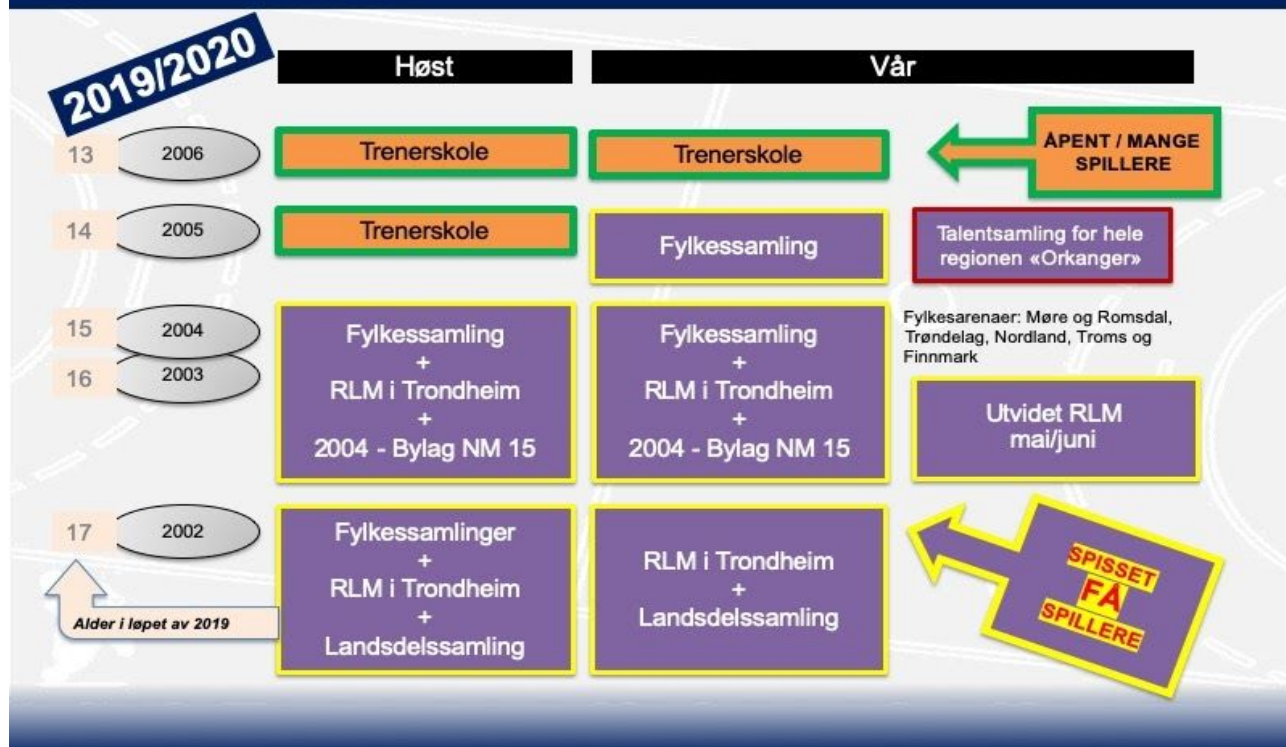 2019/2020
Høst
Vår
13
2006
Trenerskole
Trenerskole
ÅPENT / MANGE
SPILLERE
14
2005
Trenerskole
Fylkessamling
Talentsamling for hele
regionen «Orkanger»
15
2004
16
2003
Fylkessamling
+
RLM i Trondheim
+
2004 - Bylag NM 15
Fylkessamling
+
RLM i Trondheim
+
2004 - Bylag NM 15
Fylkesarenaer: Møre og Romsdal,
Trøndelag, Nordland, Troms og
Finnmark
Utvidet RLM
mai/juni
17
2002
Fylkessamlinger
+
RLM i Trondheim
+
Landsdelssamling
RLM i Trondheim
+
Landsdelssamling
SPISSET
FÅ
SPILLERE
Alder i løpet av 2019